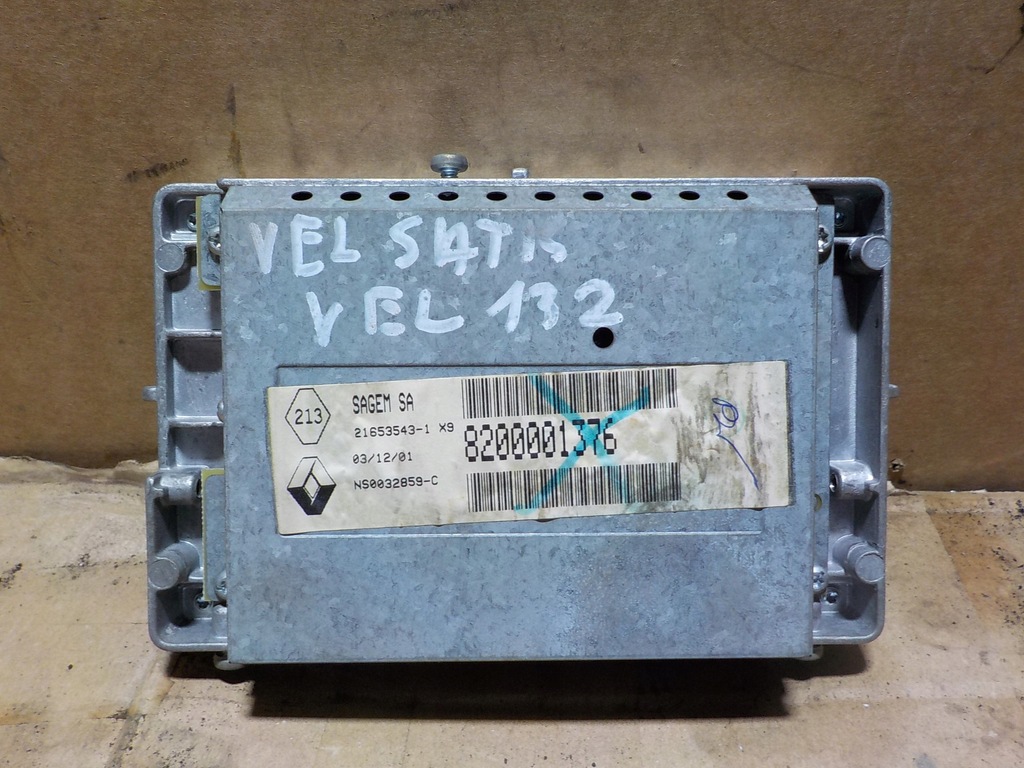 VEL SATIS
VEL 132
213
SAGEM SA
21653543-1 X9
8200001376
03/12/01
NS0032859-C